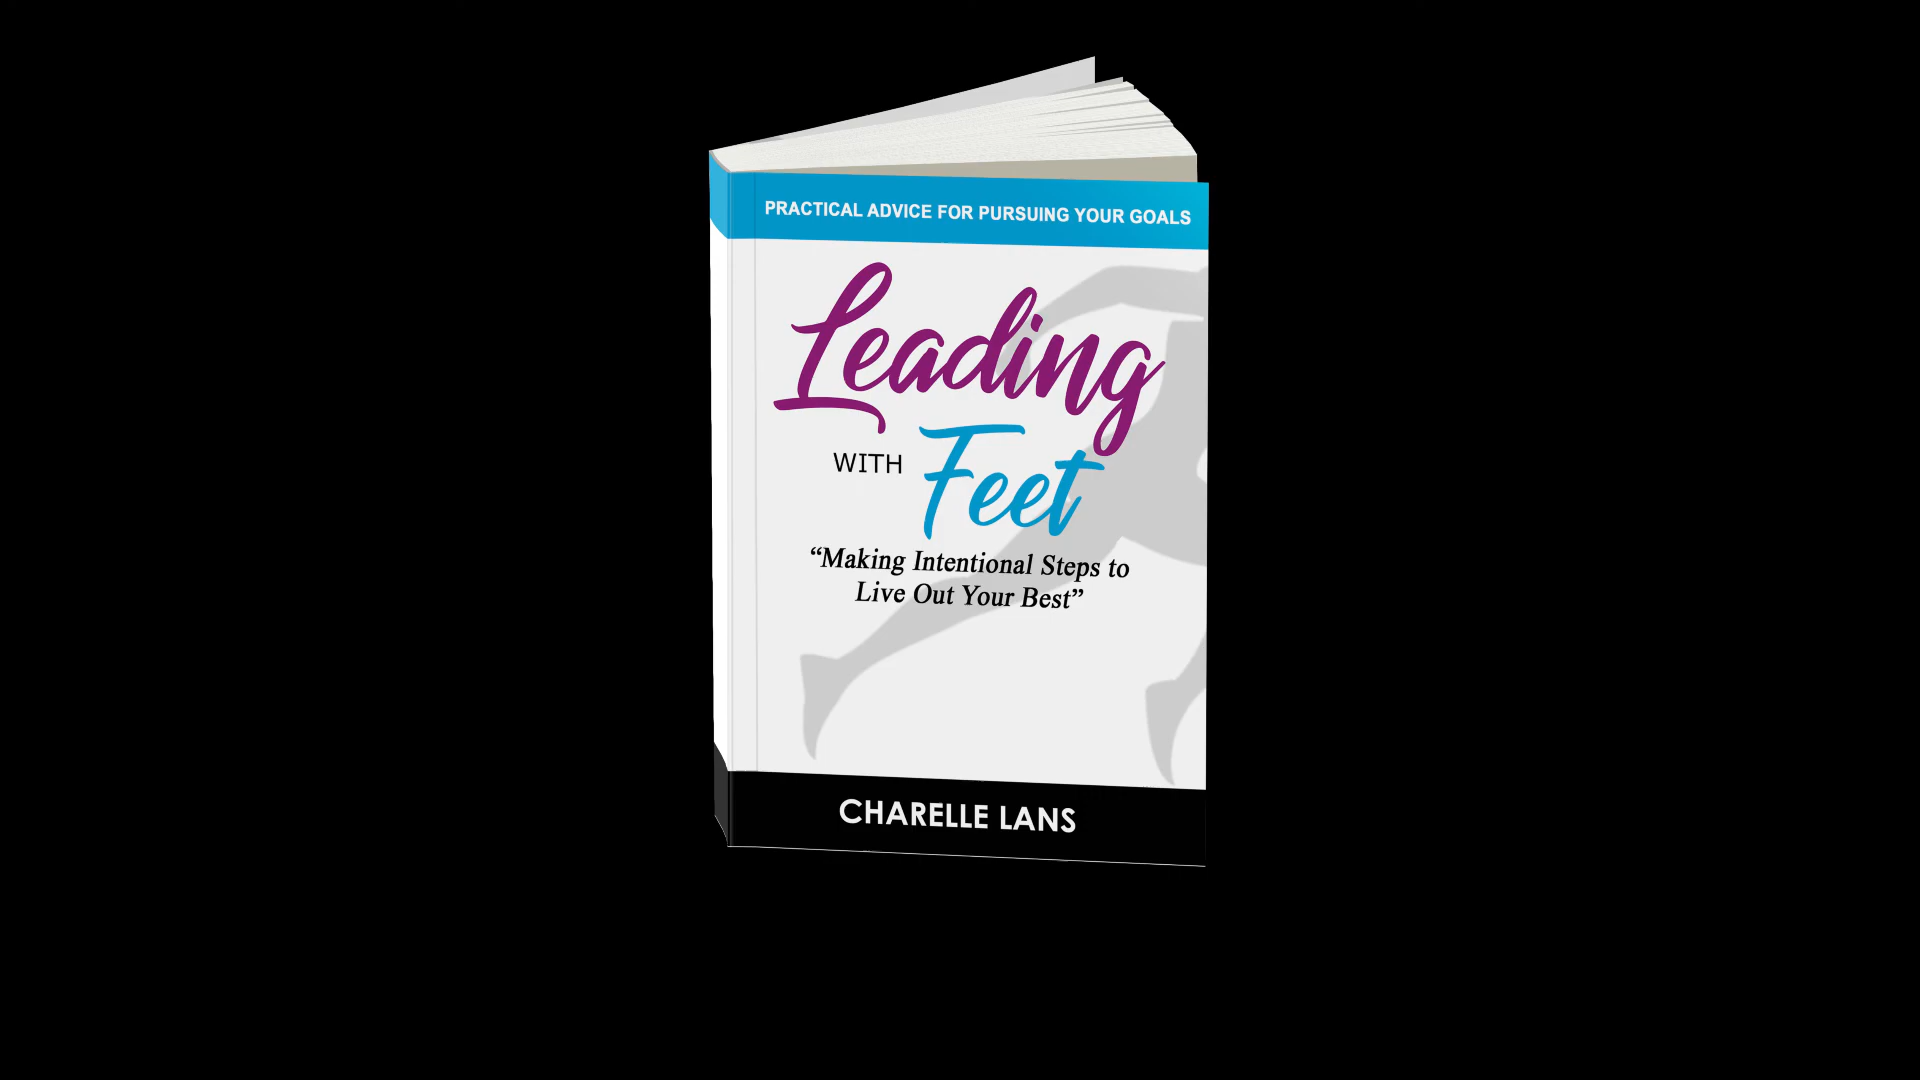 PRACTICAL ADVICE FOR PURSUING YOUR GOALS
Leading
WITH Feet
“Making Intentional Steps to
Live Out Your Best”
CHARELLE LANS